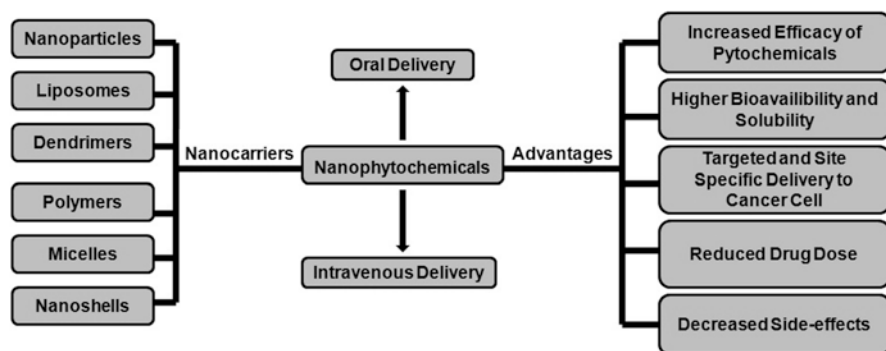 Nanoparticles
Liposomes
Dendrimers
Polymers
Micelles
Nanoshells
Nanocarriers
Oral Delivery
Nanophytochemicals
Intravenous Delivery
Advantages
Increased Efficacy of
Pytochemicals
Higher Bioavailibility and
Solubility
Targeted and Site
Specific Delivery to
Cancer Cell
Reduced Drug Dose
Decreased Side-effects